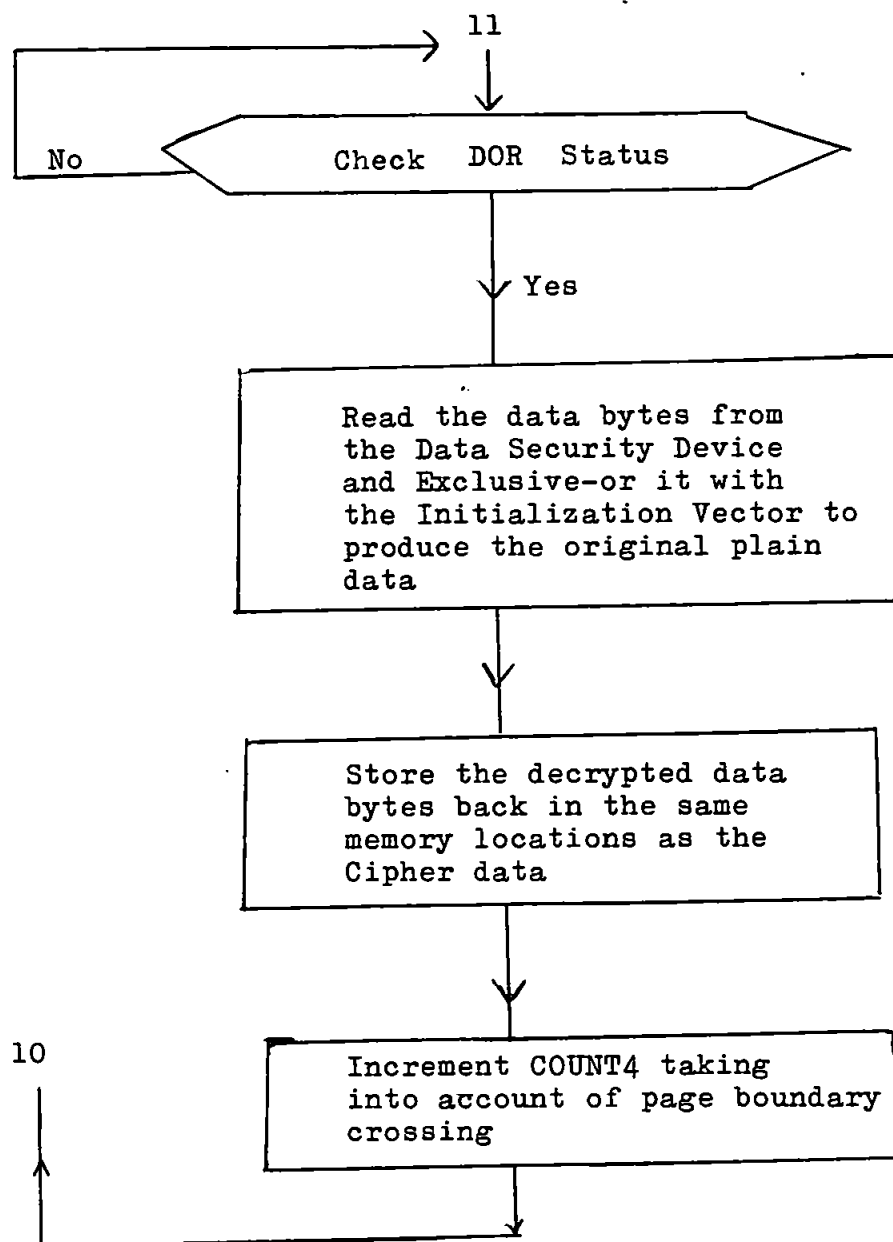 11
No
Check DOR Status
Yes
Read the data bytes from
the Data Security Device
and Exclusive-or it with
the Initialization Vector to
produce the original plain
data
Store the decrypted data
bytes back in the same
memory locations as the
Cipher data
10
Increment COUNT4 taking
into account of page boundary
crossing